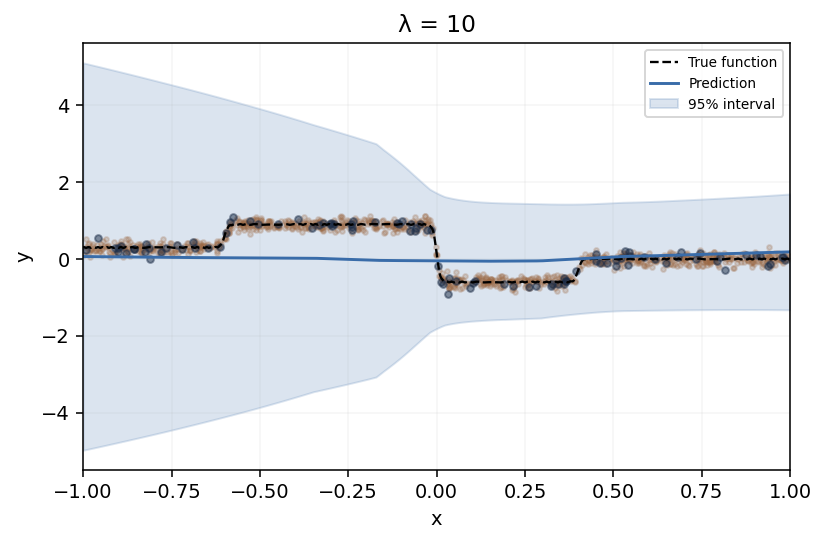 λ = 10
True function
Prediction
95% interval
y
4
2
0
−2
−4
−1.00 −0.75 −0.50 −0.25 0.00 0.25 0.50 0.75 1.00
x